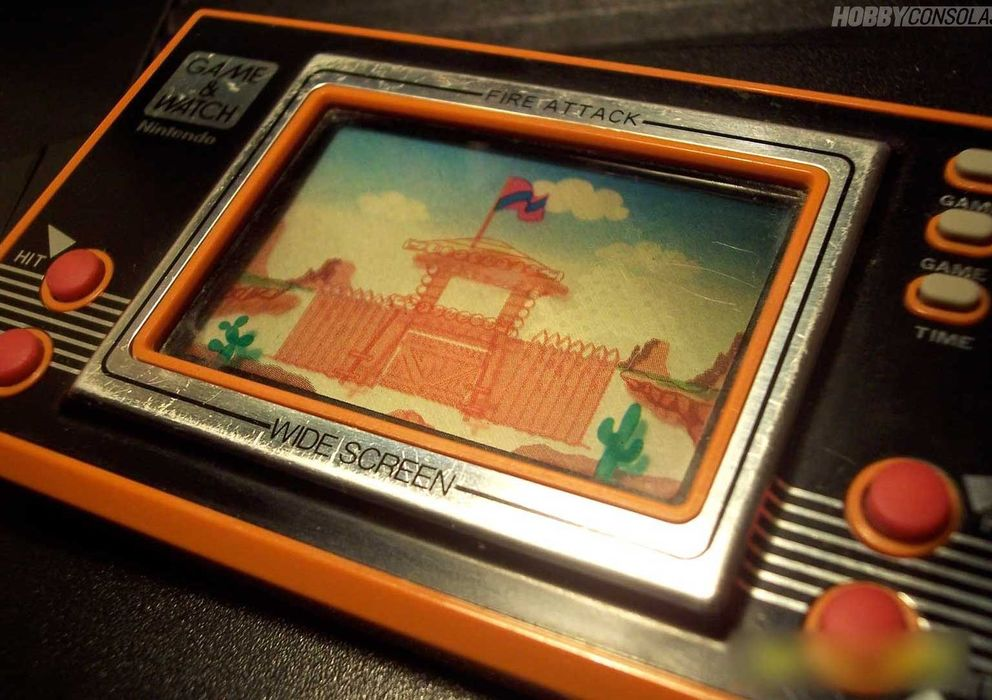 HOBBYCONSOLAS
GAME
&
WATCH
Nintendo
FIRE ATTACK
HIT
GAME
GAME
TIME
WIDE SCREEN